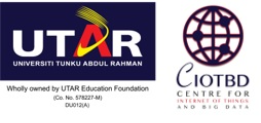 UTAR
UNIVERSITI TUNKU ABDUL RAHMAN
Wholly owned by UTAR Education Foundation
(Co. No. 578227-M)
DU012(A)
CIOTBD
CENTRE FOR
INTERNET OF THINGS
AND BIG DATA